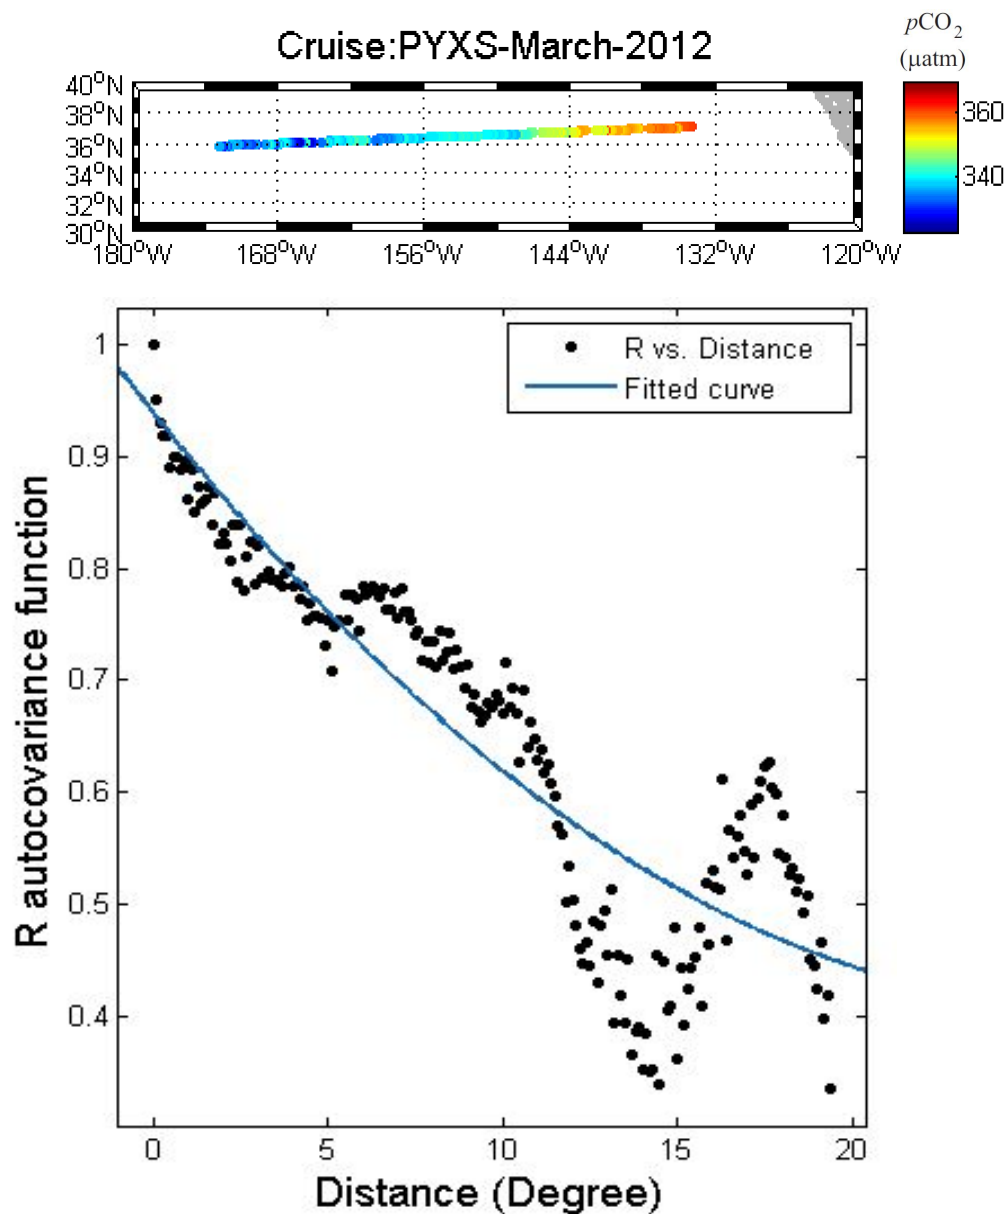 Cruise:PYXS-March-2012
pCO₂
(µatm)
40°N
38°N
36°N
34°N
32°N
30°N
180°W 168°W 156°W 144°W 132°W 120°W
360
340
R vs. Distance
Fitted curve
R autocovariance function
1
0.9
0.8
0.7
0.6
0.5
0.4
0 5 10 15 20
Distance (Degree)